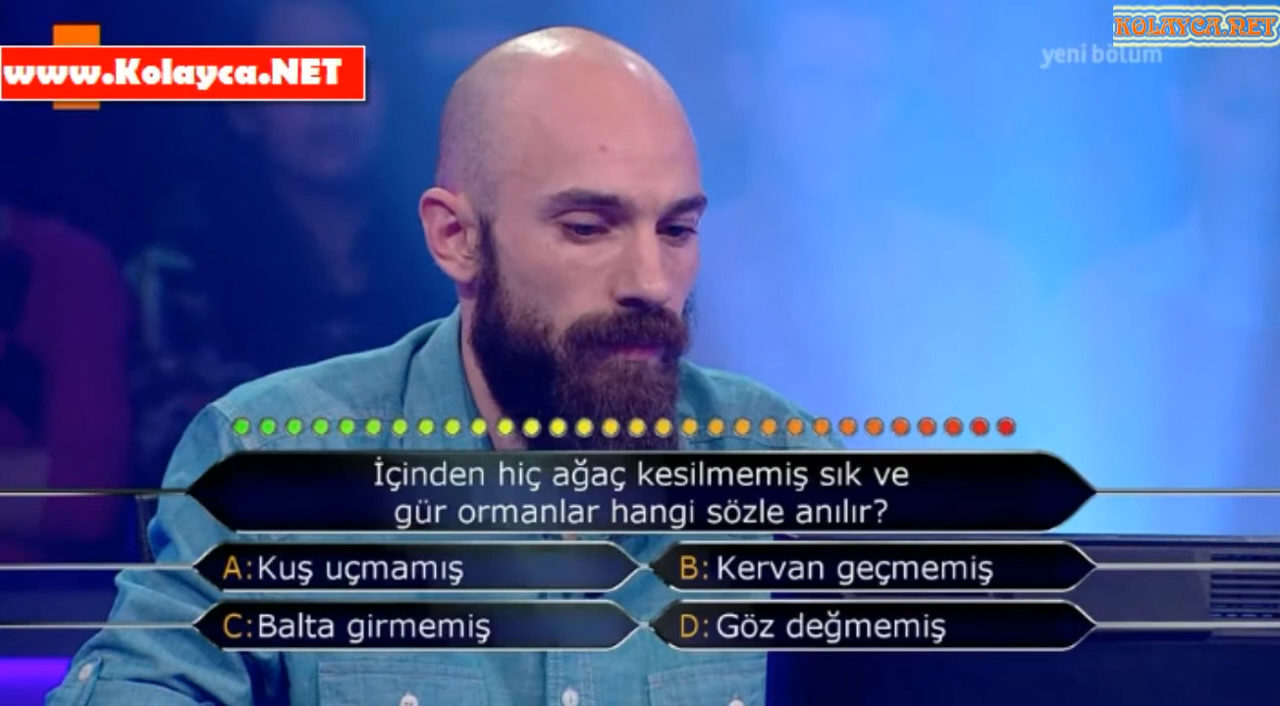 KOLAYCA.NET
www.Kolayca.NET
yeni bölüm
İçinden hiç ağaç kesilmemiş sık ve
gür ormanlar hangi sözle anılır?
A: Kuş uçmamış
B: Kervan geçmemiş
C: Balta girmemiş
D: Göz değmemiş